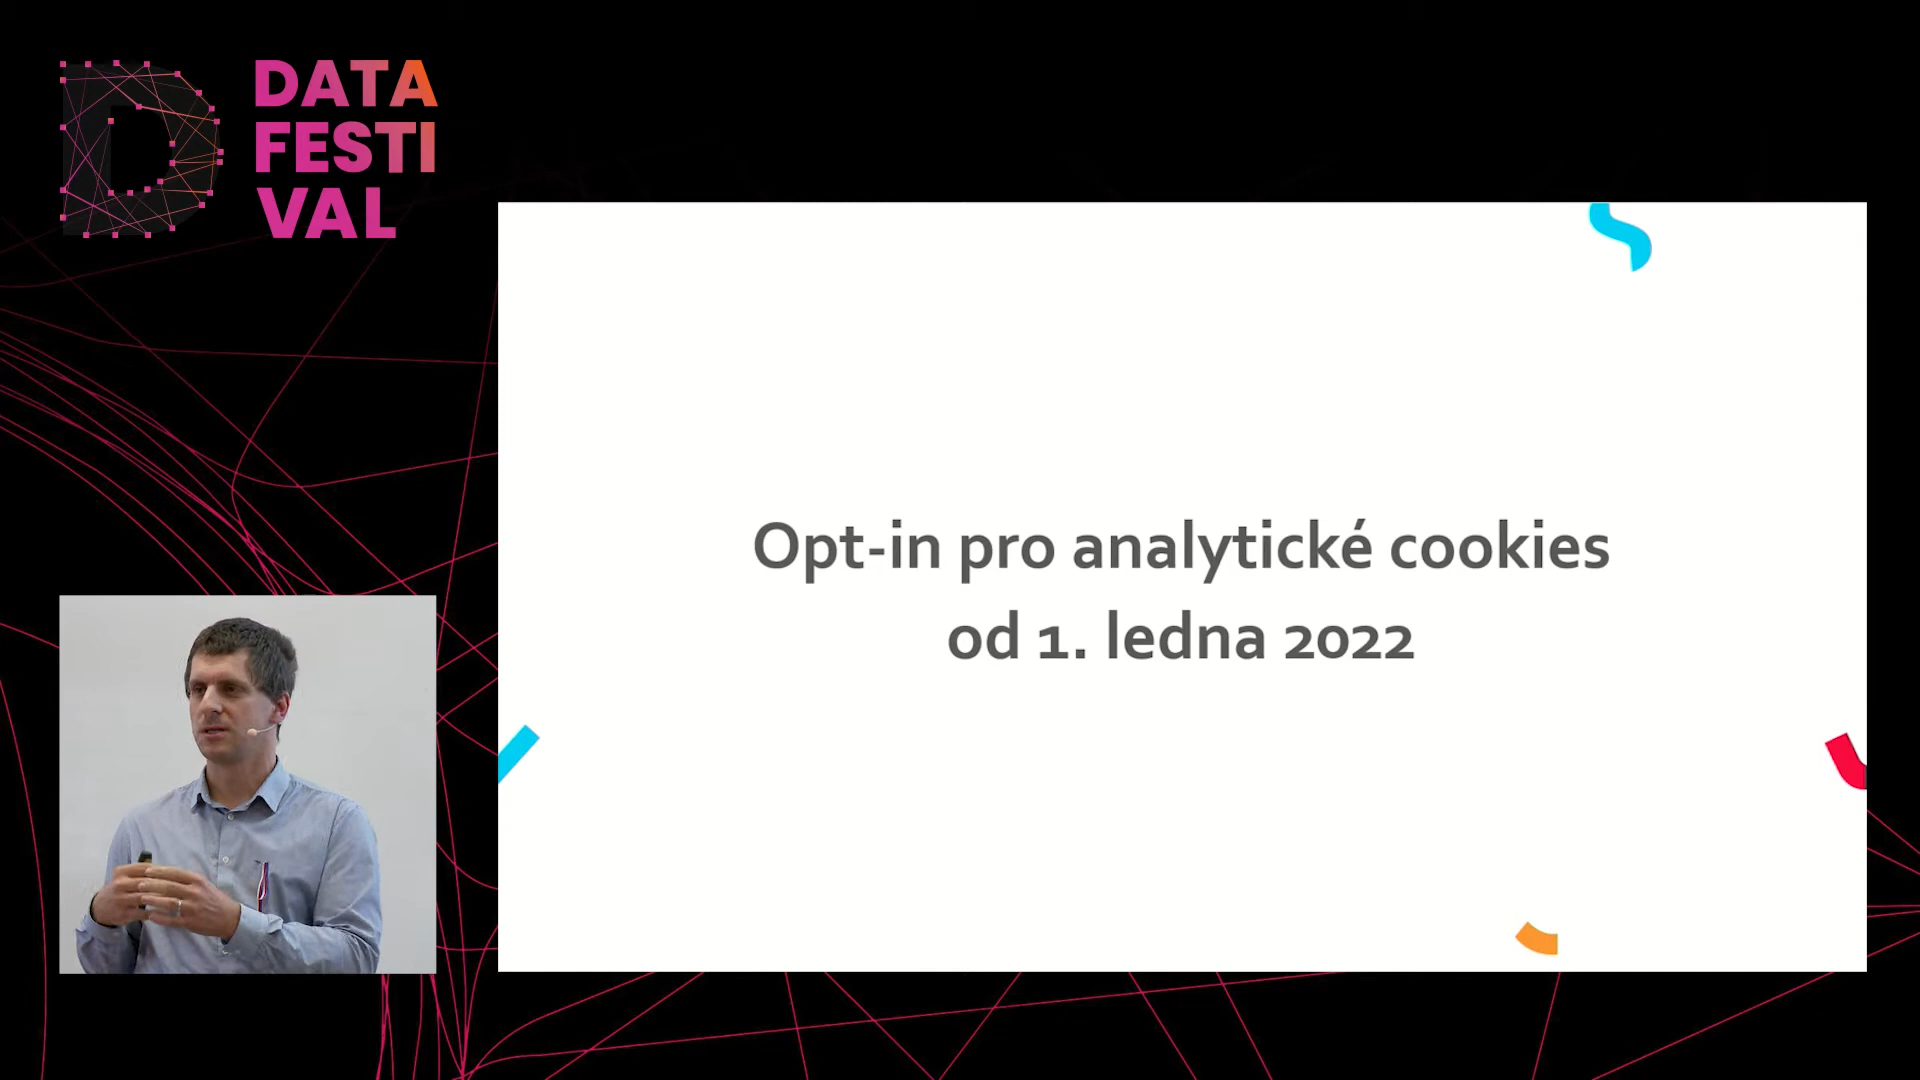 DATA
FESTI
VAL
Opt-in pro analytické cookies
od 1. ledna 2022